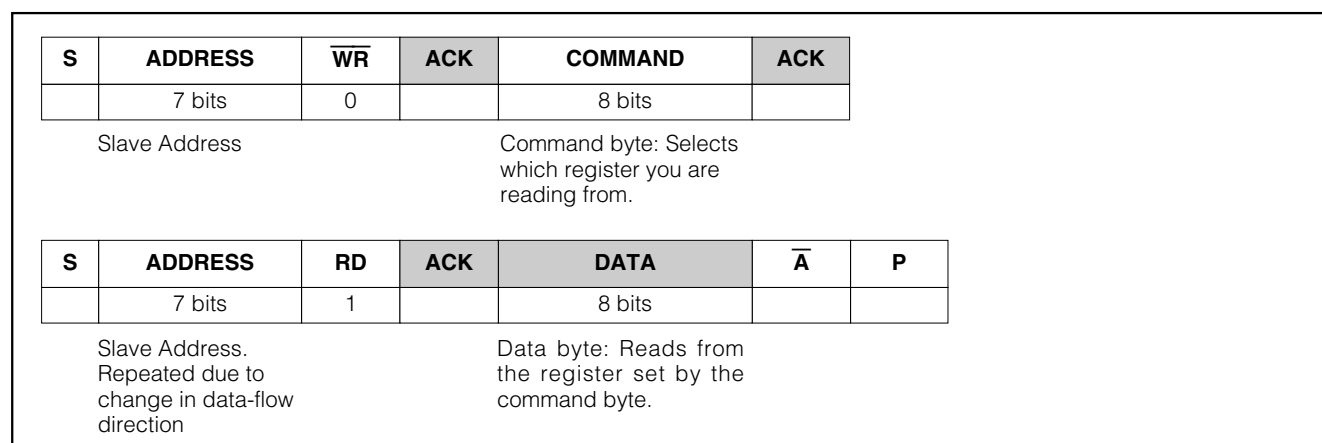 S ADDRESS W̅R̅ ACK COMMAND ACK
7 bits 0 8 bits
Slave Address
Command byte: Selects
which register you are
reading from.
S ADDRESS RD ACK DATA A̅ P
7 bits 1 8 bits
Slave Address.
Repeated due to
change in data-flow
direction
Data byte: Reads from
the register set by the
command byte.